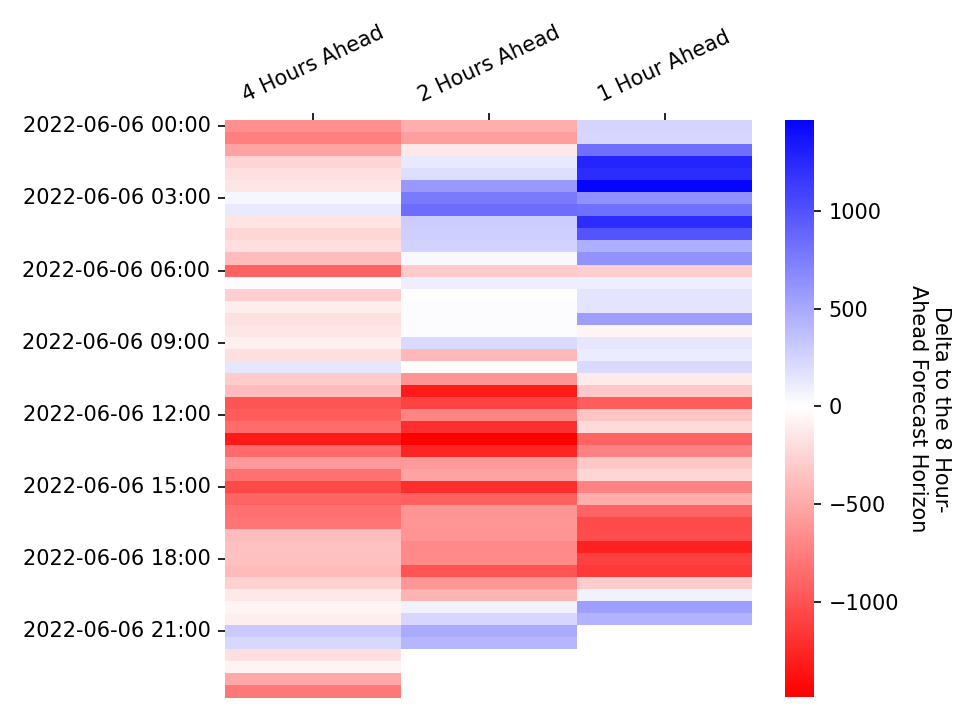 4 Hours Ahead
2 Hours Ahead
1 Hour Ahead
2022-06-06 00:00
2022-06-06 03:00
2022-06-06 06:00
2022-06-06 09:00
2022-06-06 12:00
2022-06-06 15:00
2022-06-06 18:00
2022-06-06 21:00
1000
500
0
−500
−1000
Delta to the 8 Hour-
Ahead Forecast Horizon